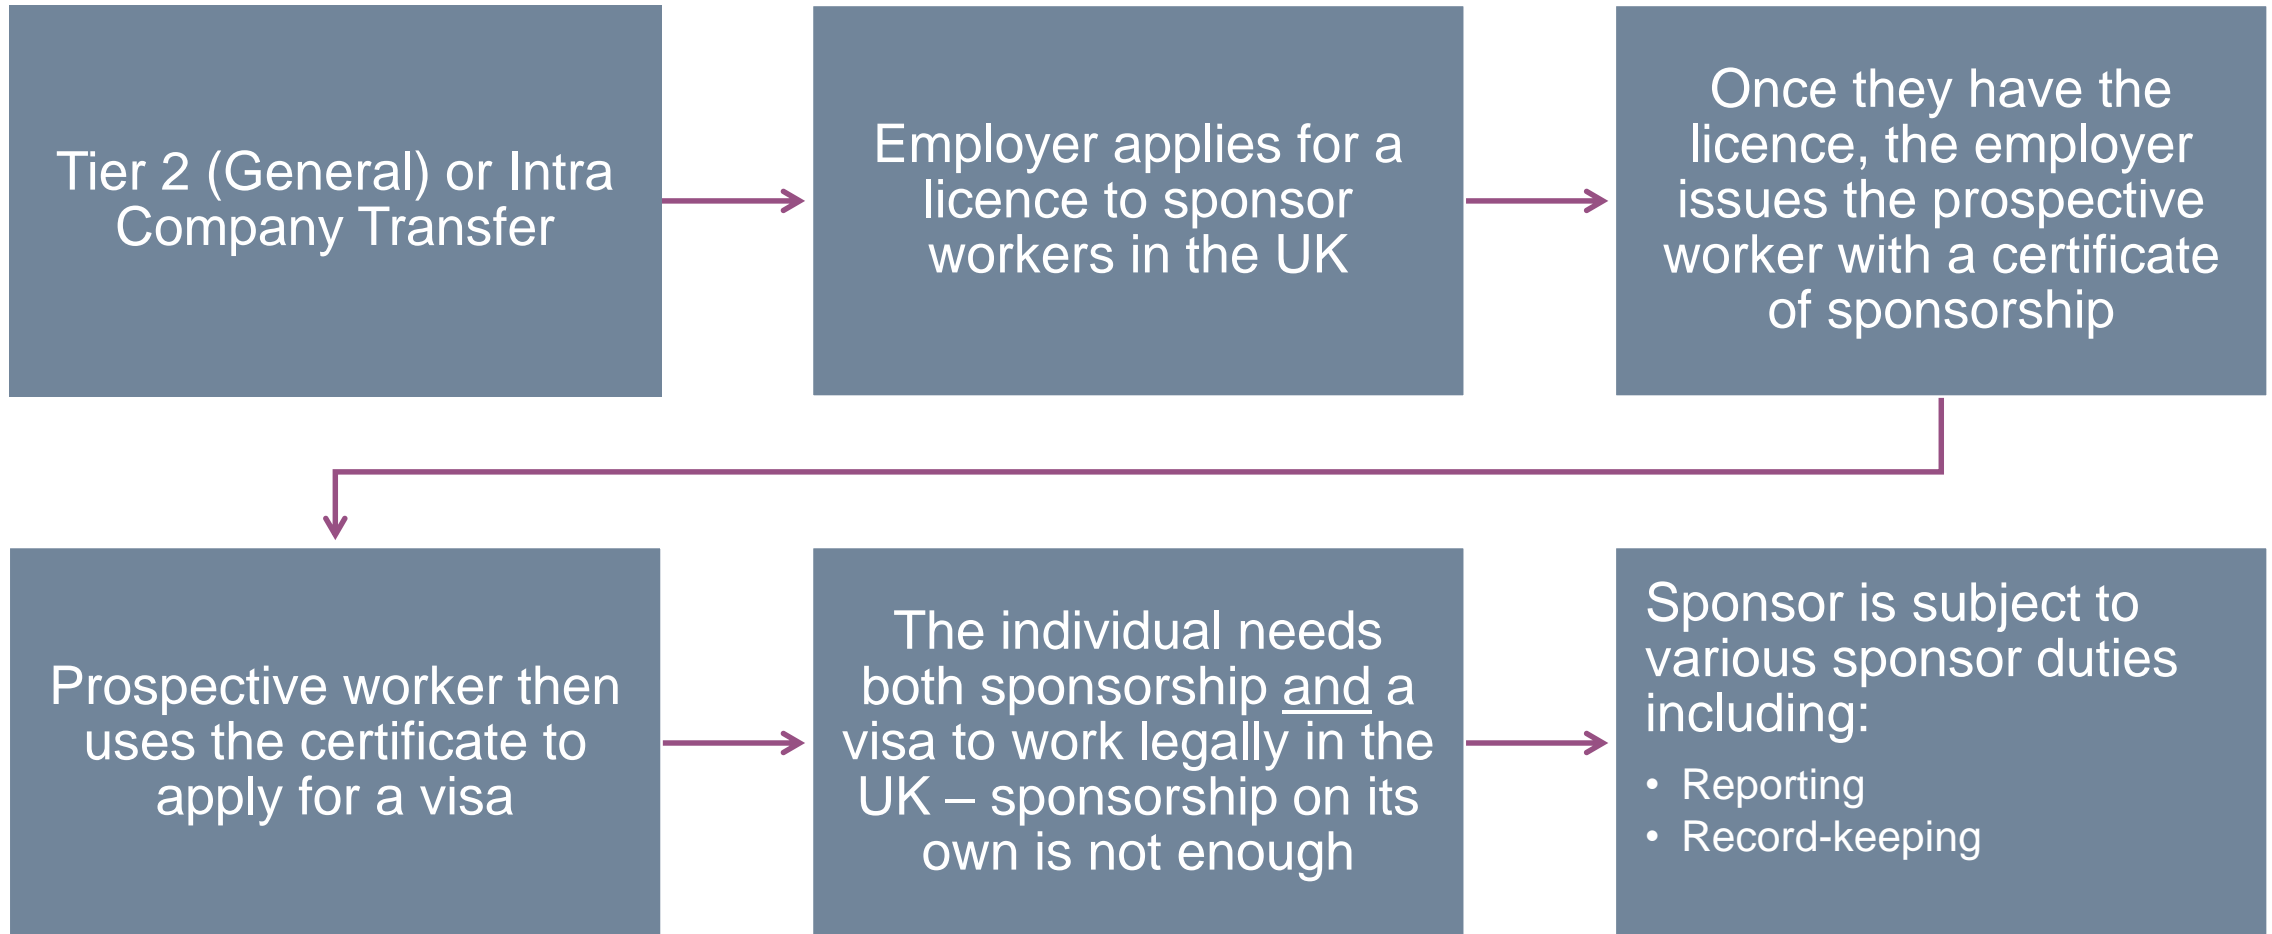 Tier 2 (General) or Intra
Company Transfer
Employer applies for a
licence to sponsor
workers in the UK
Once they have the
licence, the employer
issues the prospective
worker with a certificate
of sponsorship
Prospective worker then
uses the certificate to
apply for a visa
The individual needs
both sponsorship and a
visa to work legally in the
UK – sponsorship on its
own is not enough
Sponsor is subject to
various sponsor duties
including:
• Reporting
• Record-keeping